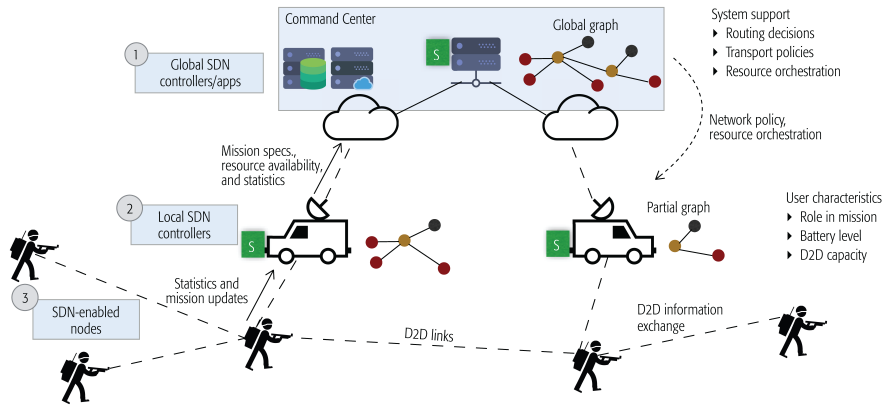 Command Center
Global graph
S
1
Global SDN
controllers/apps
System support
Routing decisions
Transport policies
Resource orchestration
Network policy,
resource orchestration
Mission specs.,
resource availability,
and statistics
2
Local SDN
controllers
S
S
Partial graph
User characteristics
Role in mission
Battery level
D2D capacity
Statistics and
mission updates
3
SDN-enabled
nodes
D2D links
D2D information
exchange